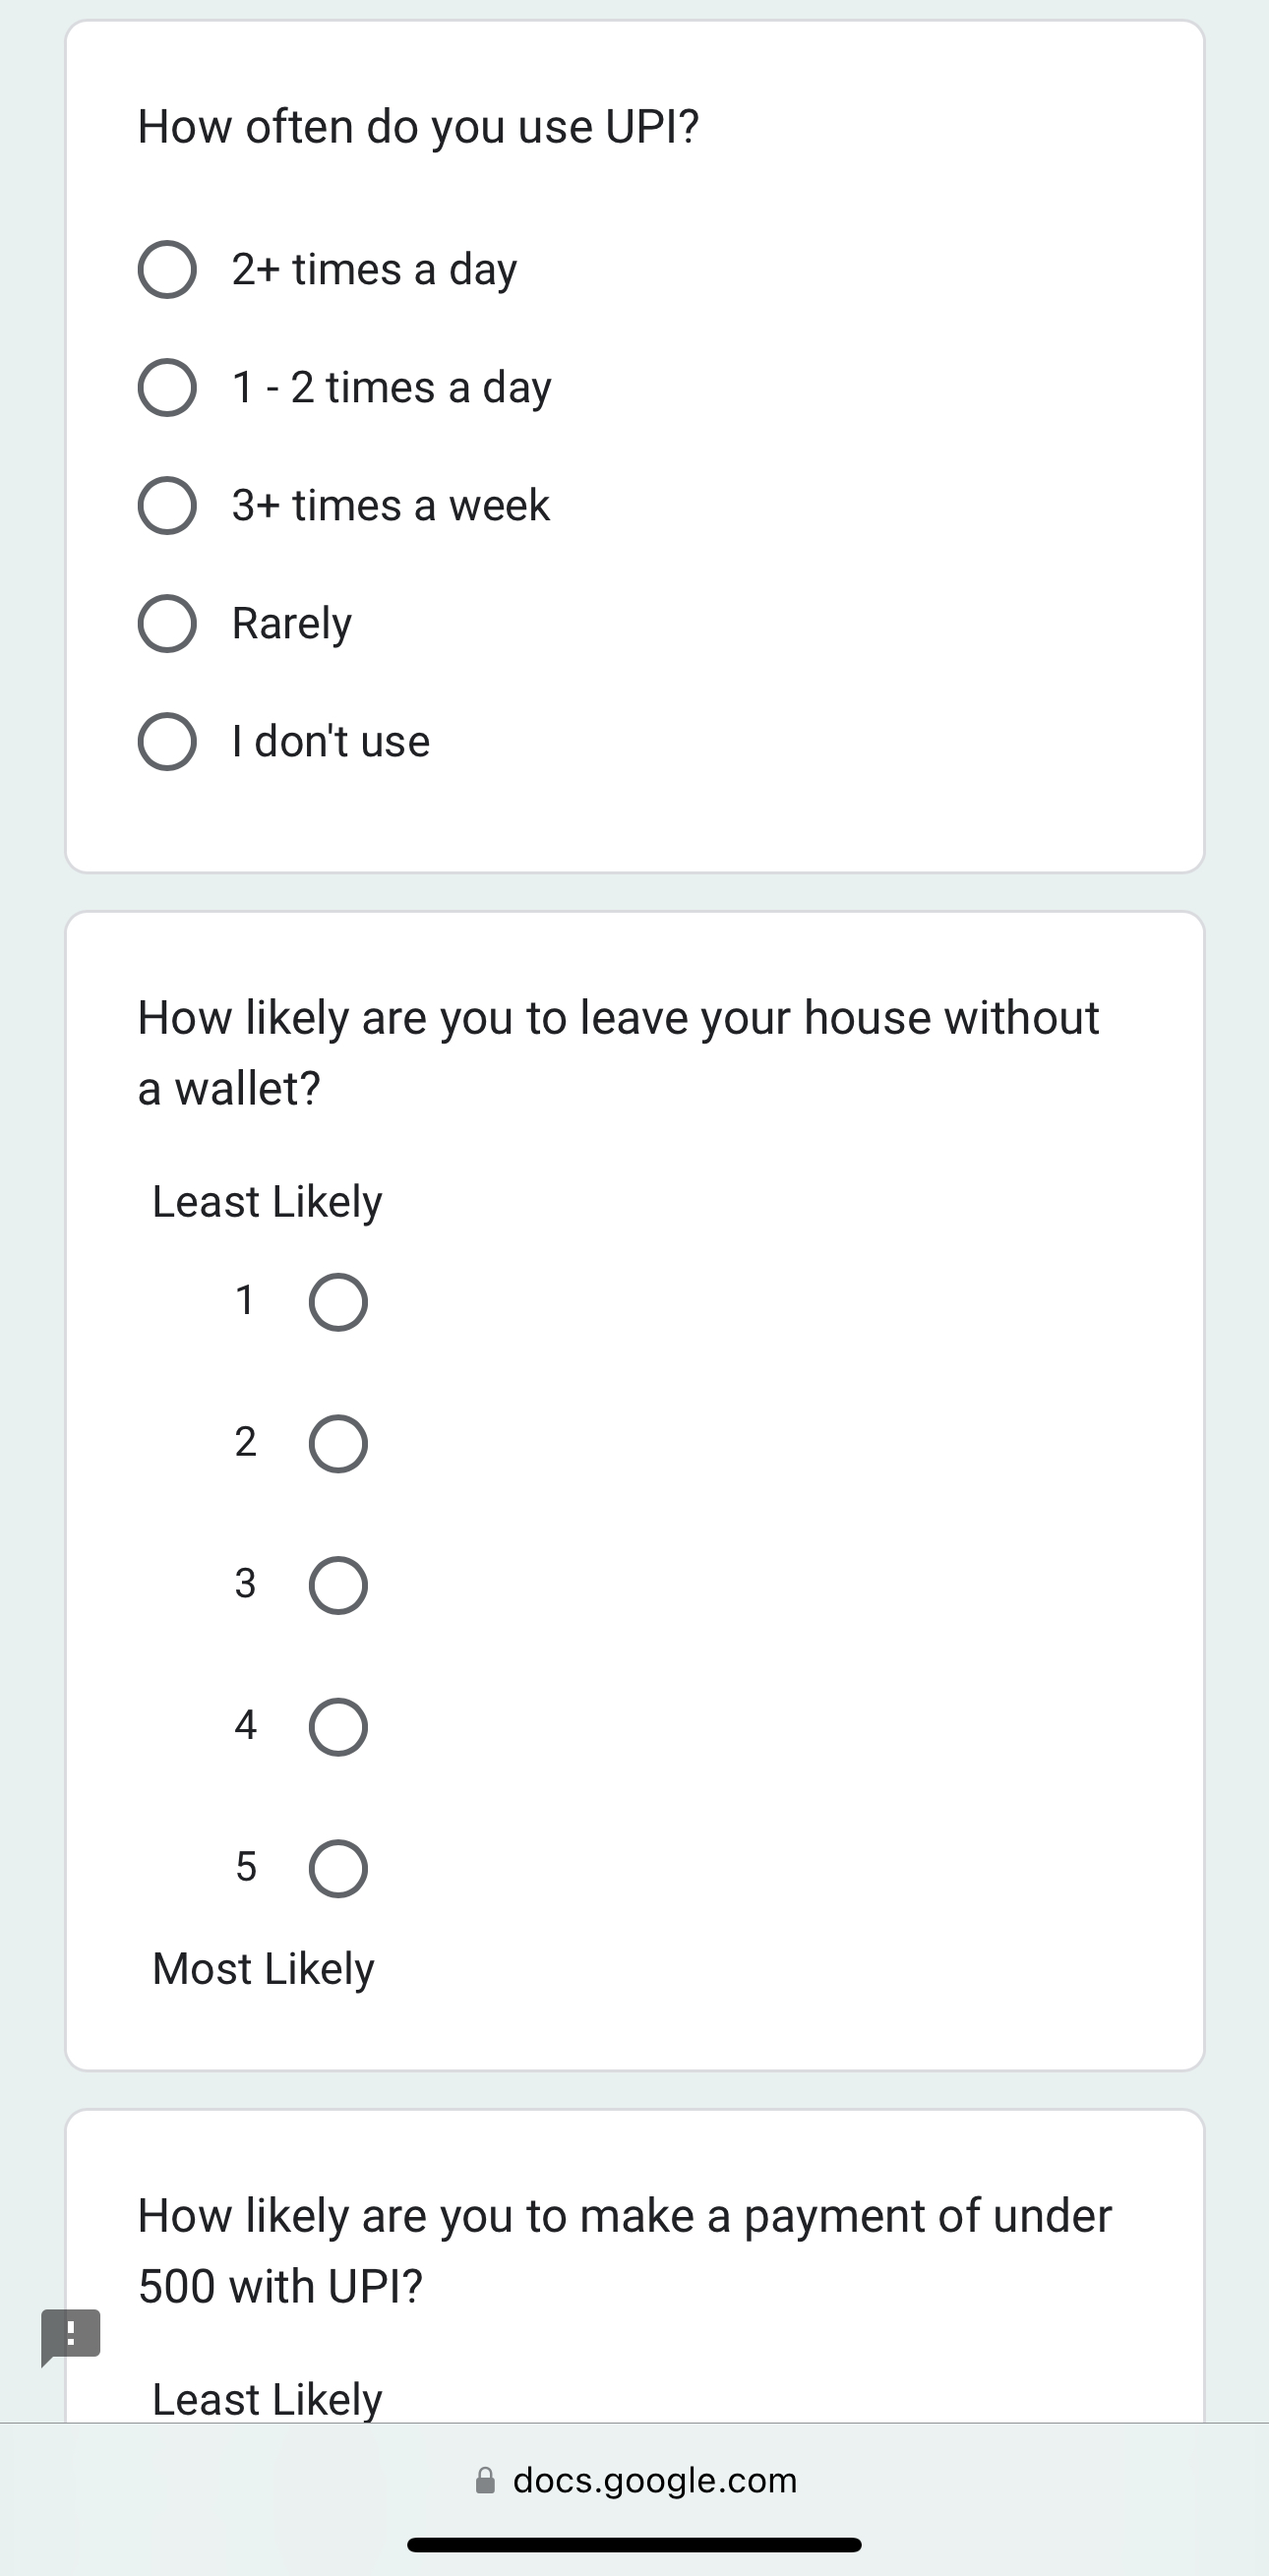 How often do you use UPI?
2+ times a day
1 - 2 times a day
3+ times a week
Rarely
I don't use
How likely are you to leave your house without
a wallet?
Least Likely
1
2
3
4
5
Most Likely
How likely are you to make a payment of under
500 with UPI?
Least Likely
docs.google.com